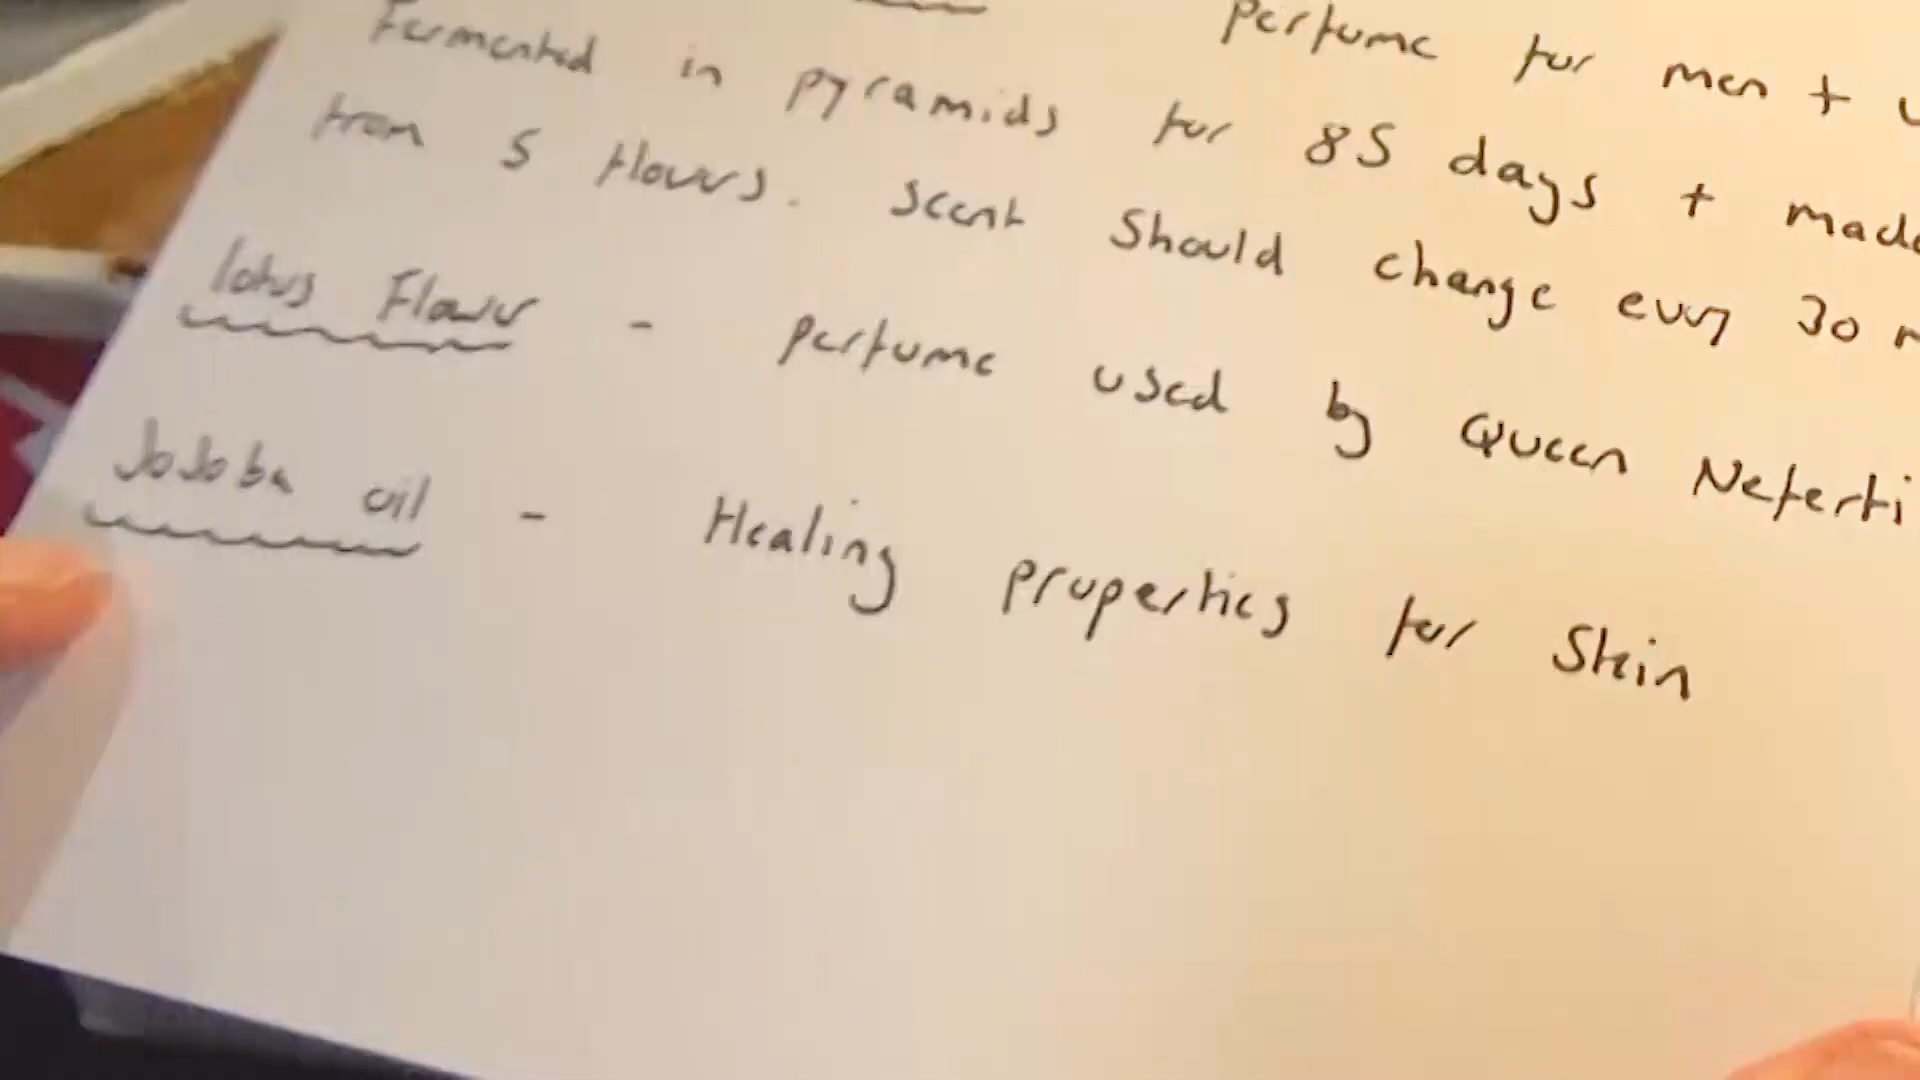 Perfume for men +
Fermented in pyramids for 85 days + made
from 5 flowers. Scent should change every 30
lotus Flower - perfume used by Queen Neferti
JoJoba oil - Healing properties for Skin